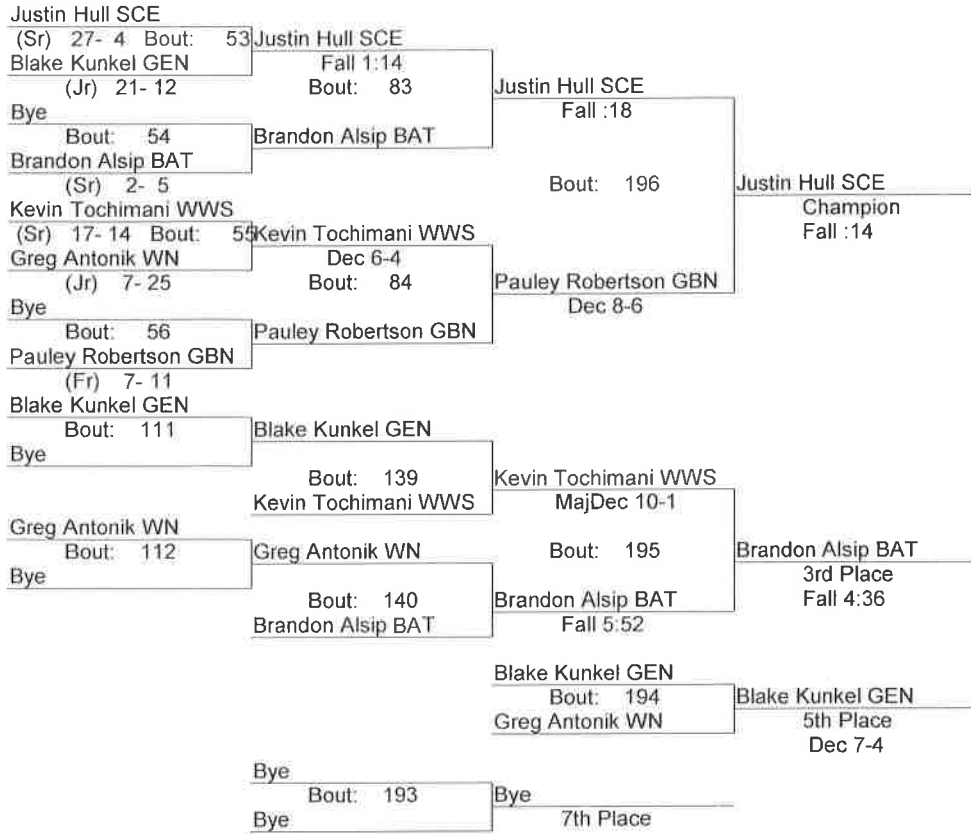 Justin Hull SCE
(Sr) 27- 4 Bout: 53
Blake Kunkel GEN
(Jr) 21- 12
Bye
Bout: 54
Brandon Alsip BAT
(Sr) 2- 5
Kevin Tochimani WWS
(Sr) 17- 14 Bout: 55
Greg Antonik WN
(Jr) 7- 25
Bye
Bout: 56
Pauley Robertson GBN
(Fr) 7- 11
Justin Hull SCE
Fall 1:14
Bout: 83
Brandon Alsip BAT
Kevin Tochimani WWS
Dec 6-4
Bout: 84
Pauley Robertson GBN
Justin Hull SCE
Fall :18
Bout: 196
Pauley Robertson GBN
Dec 8-6
Justin Hull SCE
Champion
Fall :14
Blake Kunkel GEN
Bout: 111
Bye
Greg Antonik WN
Bout: 112
Bye
Blake Kunkel GEN
Bout: 139
Kevin Tochimani WWS
Greg Antonik WN
Bout: 140
Brandon Alsip BAT
Kevin Tochimani WWS
MajDec 10-1
Bout: 195
Brandon Alsip BAT
Fall 5:52
Brandon Alsip BAT
3rd Place
Fall 4:36
Blake Kunkel GEN
Bout: 194
Greg Antonik WN
Blake Kunkel GEN
5th Place
Dec 7-4
Bye
Bout: 193
Bye
Bye
7th Place